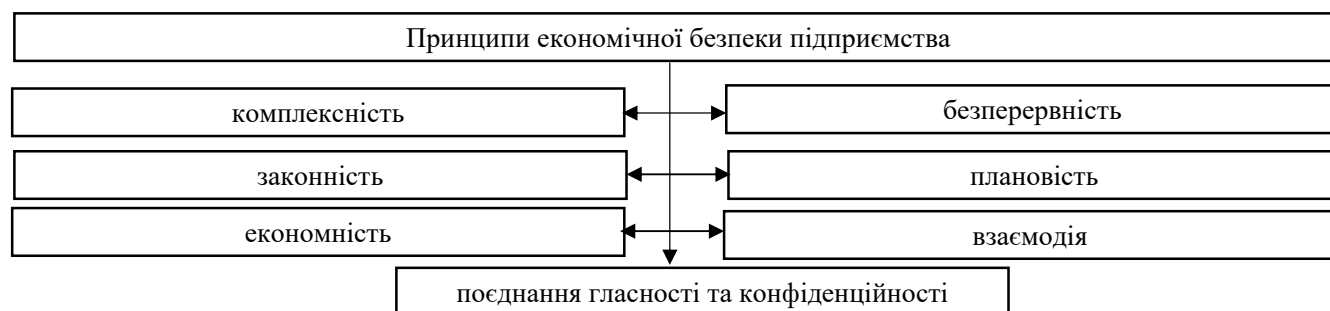 Принципи економічної безпеки підприємства
комплексність
безперервність
законність
плановість
економність
взаємодія
поєднання гласності та конфіденційності